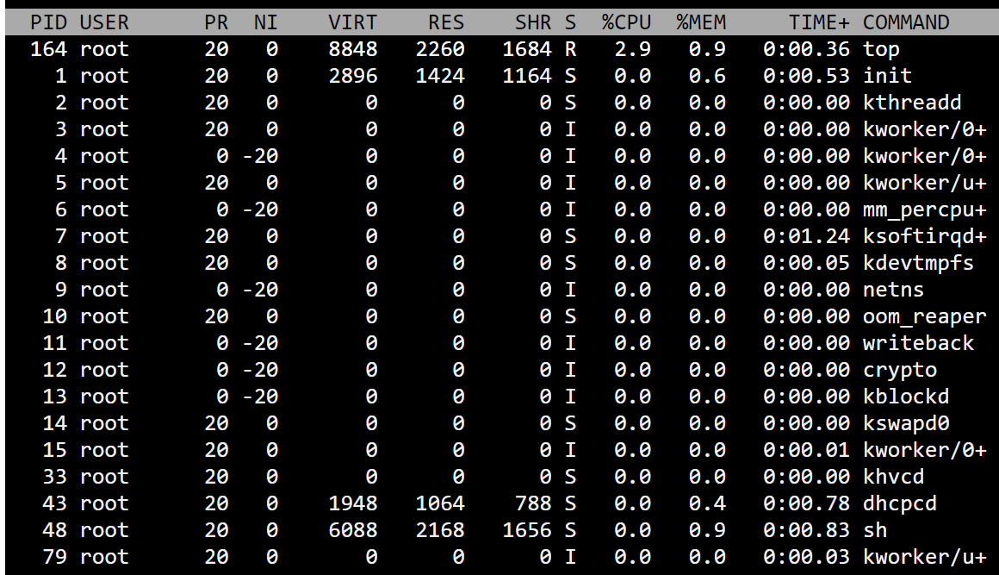 PID USER PR NI VIRT RES SHR S %CPU %MEM TIME+ COMMAND
164 root 20 0 8848 2260 1684 R 2.9 0.9 0:00.36 top
1 root 20 0 2896 1424 1164 S 0.0 0.6 0:00.53 init
2 root 20 0 0 0 0 S 0.0 0.0 0:00.00 kthreadd
3 root 20 0 0 0 0 I 0.0 0.0 0:00.00 kworker/0+
4 root 0 -20 0 0 0 I 0.0 0.0 0:00.00 kworker/0+
5 root 20 0 0 0 0 I 0.0 0.0 0:00.00 kworker/u+
6 root 0 -20 0 0 0 I 0.0 0.0 0:00.00 mm_percpu+
7 root 20 0 0 0 0 S 0.0 0.0 0:01.24 ksoftirqd+
8 root 20 0 0 0 0 S 0.0 0.0 0:00.05 kdevtmpfs
9 root 0 -20 0 0 0 I 0.0 0.0 0:00.00 netns
10 root 20 0 0 0 0 S 0.0 0.0 0:00.00 oom_reaper
11 root 0 -20 0 0 0 I 0.0 0.0 0:00.00 writeback
12 root 0 -20 0 0 0 I 0.0 0.0 0:00.00 crypto
13 root 0 -20 0 0 0 I 0.0 0.0 0:00.00 kblockd
14 root 20 0 0 0 0 S 0.0 0.0 0:00.00 kswapd0
15 root 20 0 0 0 0 I 0.0 0.0 0:00.01 kworker/0+
33 root 20 0 0 0 0 S 0.0 0.0 0:00.00 khvcd
43 root 20 0 1948 1064 788 S 0.0 0.4 0:00.78 dhcpcd
48 root 20 0 6088 2168 1656 S 0.0 0.9 0:00.83 sh
79 root 20 0 0 0 0 I 0.0 0.0 0:00.03 kworker/u+